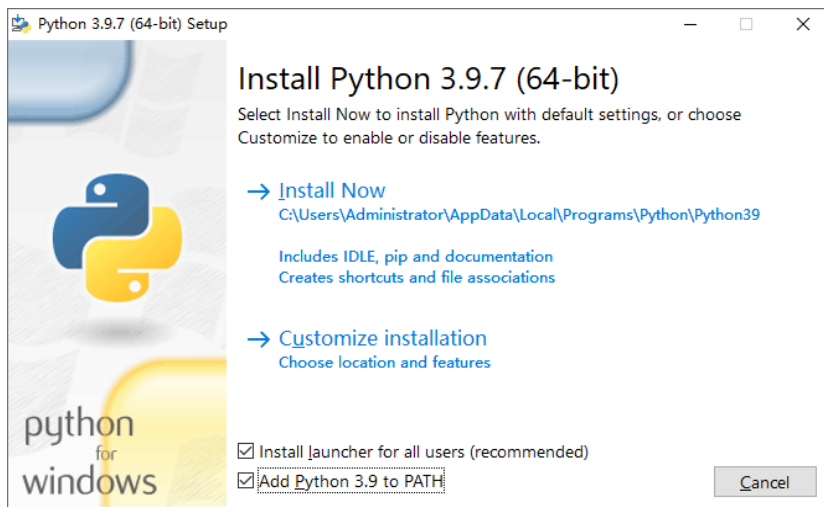 Python 3.9.7 (64-bit) Setup
Install Python 3.9.7 (64-bit)
Select Install Now to install Python with default settings, or choose
Customize to enable or disable features.
Install Now
C:\Users\Administrator\AppData\Local\Programs\Python\Python39
Includes IDLE, pip and documentation
Creates shortcuts and file associations
Customize installation
Choose location and features
python
for
windows
Install launcher for all users (recommended)
Add Python 3.9 to PATH
Cancel